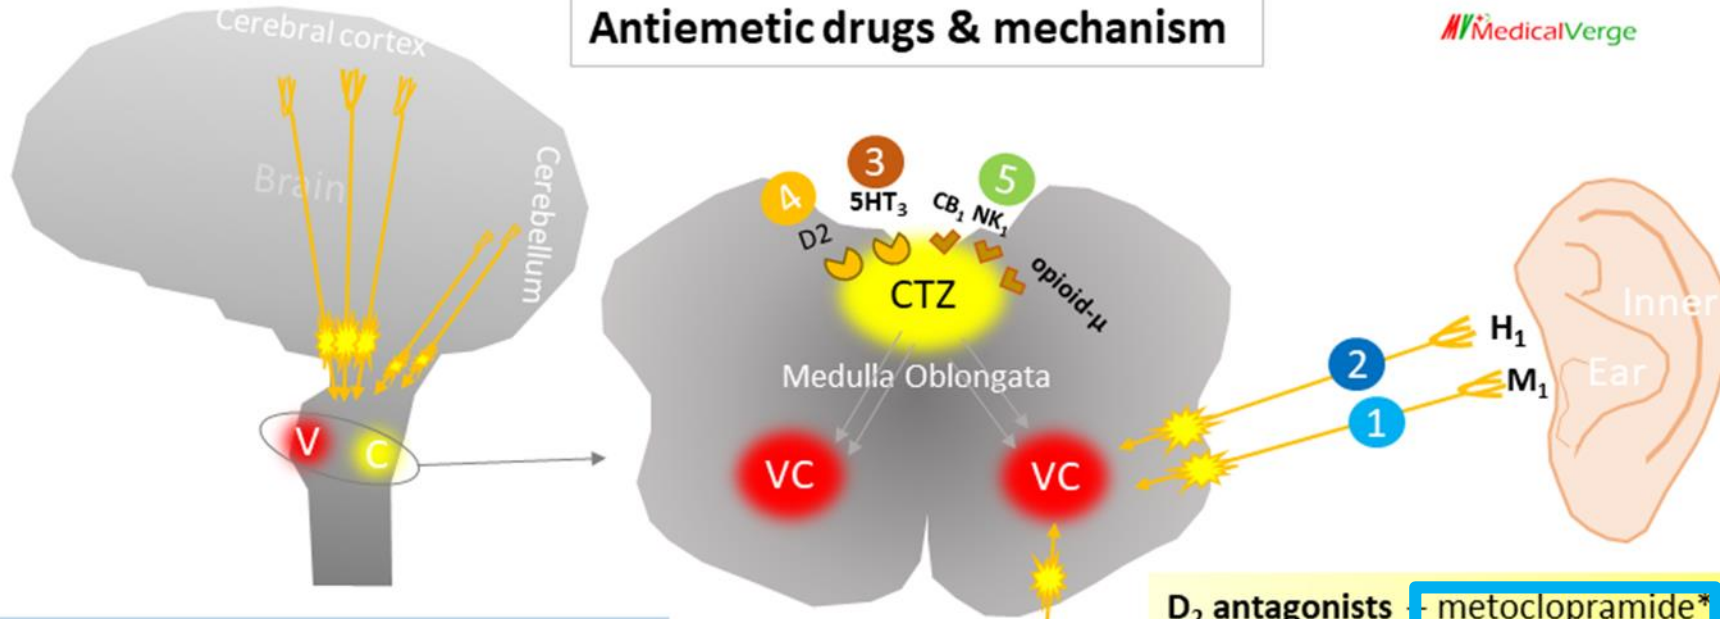 Antiemetic drugs & mechanism
MV MedicalVerge
Cerebral cortex
Brain
Cerebellum
V
C
4
3
5
D2
5HT₃
CB₁
NK₁
opioid-μ
CTZ
Medulla Oblongata
VC
VC
2
1
H₁
M₁
Inner
Ear
D₂ antagonists – metoclopramide*